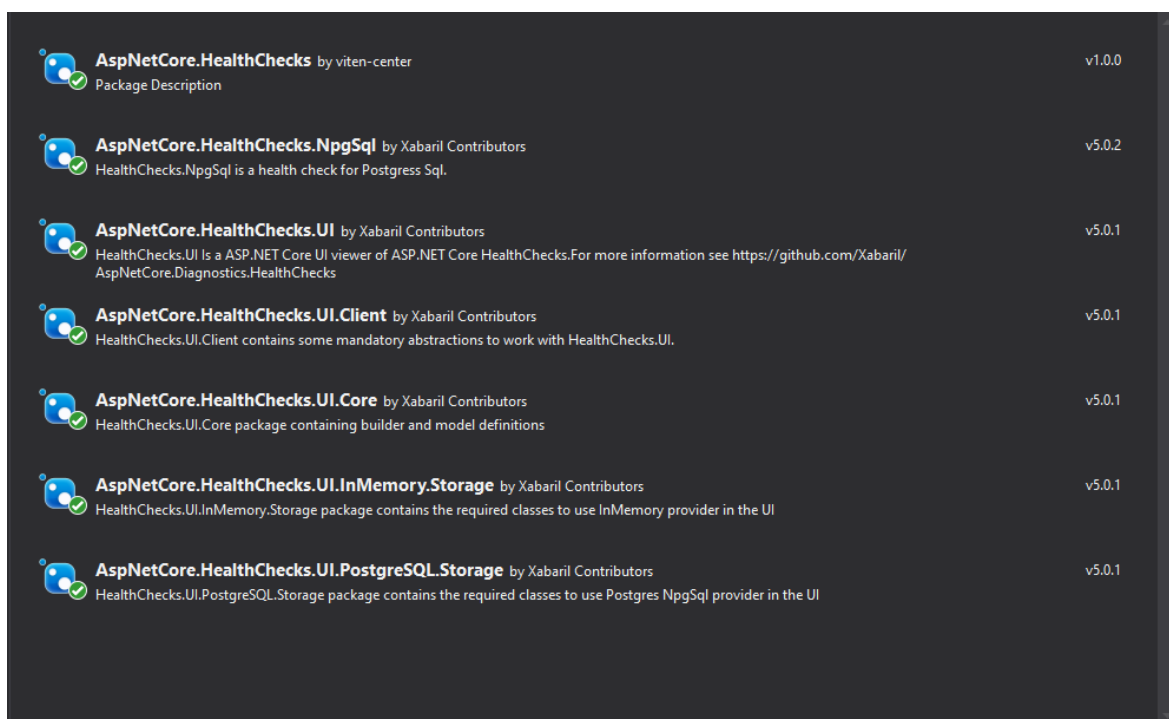 AspNetCore.HealthChecks by viten-center v1.0.0
Package Description
AspNetCore.HealthChecks.NpgSql by Xabaril Contributors v5.0.2
HealthChecks.NpgSql is a health check for Postgress Sql.
AspNetCore.HealthChecks.UI by Xabaril Contributors v5.0.1
HealthChecks.UI Is a ASP.NET Core UI viewer of ASP.NET Core HealthChecks.For more information see https://github.com/Xabaril/
AspNetCore.Diagnostics.HealthChecks
AspNetCore.HealthChecks.UI.Client by Xabaril Contributors v5.0.1
HealthChecks.UI.Client contains some mandatory abstractions to work with HealthChecks.UI.
AspNetCore.HealthChecks.UI.Core by Xabaril Contributors v5.0.1
HealthChecks.UI.Core package containing builder and model definitions
AspNetCore.HealthChecks.UI.InMemory.Storage by Xabaril Contributors v5.0.1
HealthChecks.UI.InMemory.Storage package contains the required classes to use InMemory provider in the UI
AspNetCore.HealthChecks.UI.PostgreSQL.Storage by Xabaril Contributors v5.0.1
HealthChecks.UI.PostgreSQL.Storage package contains the required classes to use Postgres NpgSql provider in the UI